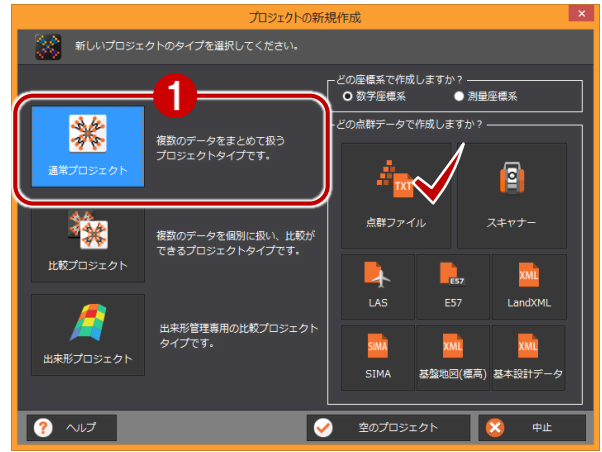 プロジェクトの新規作成
×
新しいプロジェクトのタイプを選択してください。
1
通常プロジェクト
複数のデータをまとめて扱う
プロジェクトタイプです。
比較プロジェクト
複数のデータを個別に扱い、比較が
できるプロジェクトタイプです。
出来形プロジェクト
出来形管理専用の比較プロジェクト
タイプです。
どの座標系で作成しますか?
数学座標系
測量座標系
どの点群データで作成しますか?
TXT
点群ファイル
スキャナー
LAS
E57
E57
XML
LandXML
SIMA
SIMA
XML
基盤地図(標高)
XML
基本設計データ
? ヘルプ
空のプロジェクト
中止